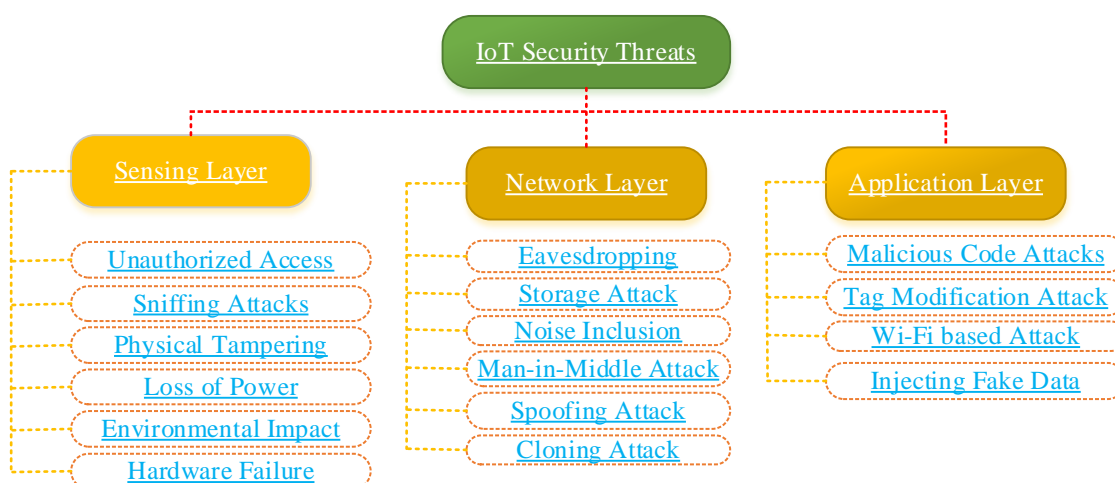 IoT Security Threats
Sensing Layer
Unauthorized Access
Sniffing Attacks
Physical Tampering
Loss of Power
Environmental Impact
Hardware Failure
Network Layer
Eavesdropping
Storage Attack
Noise Inclusion
Man-in-Middle Attack
Spoofing Attack
Cloning Attack
Application Layer
Malicious Code Attacks
Tag Modification Attack
Wi-Fi based Attack
Injecting Fake Data